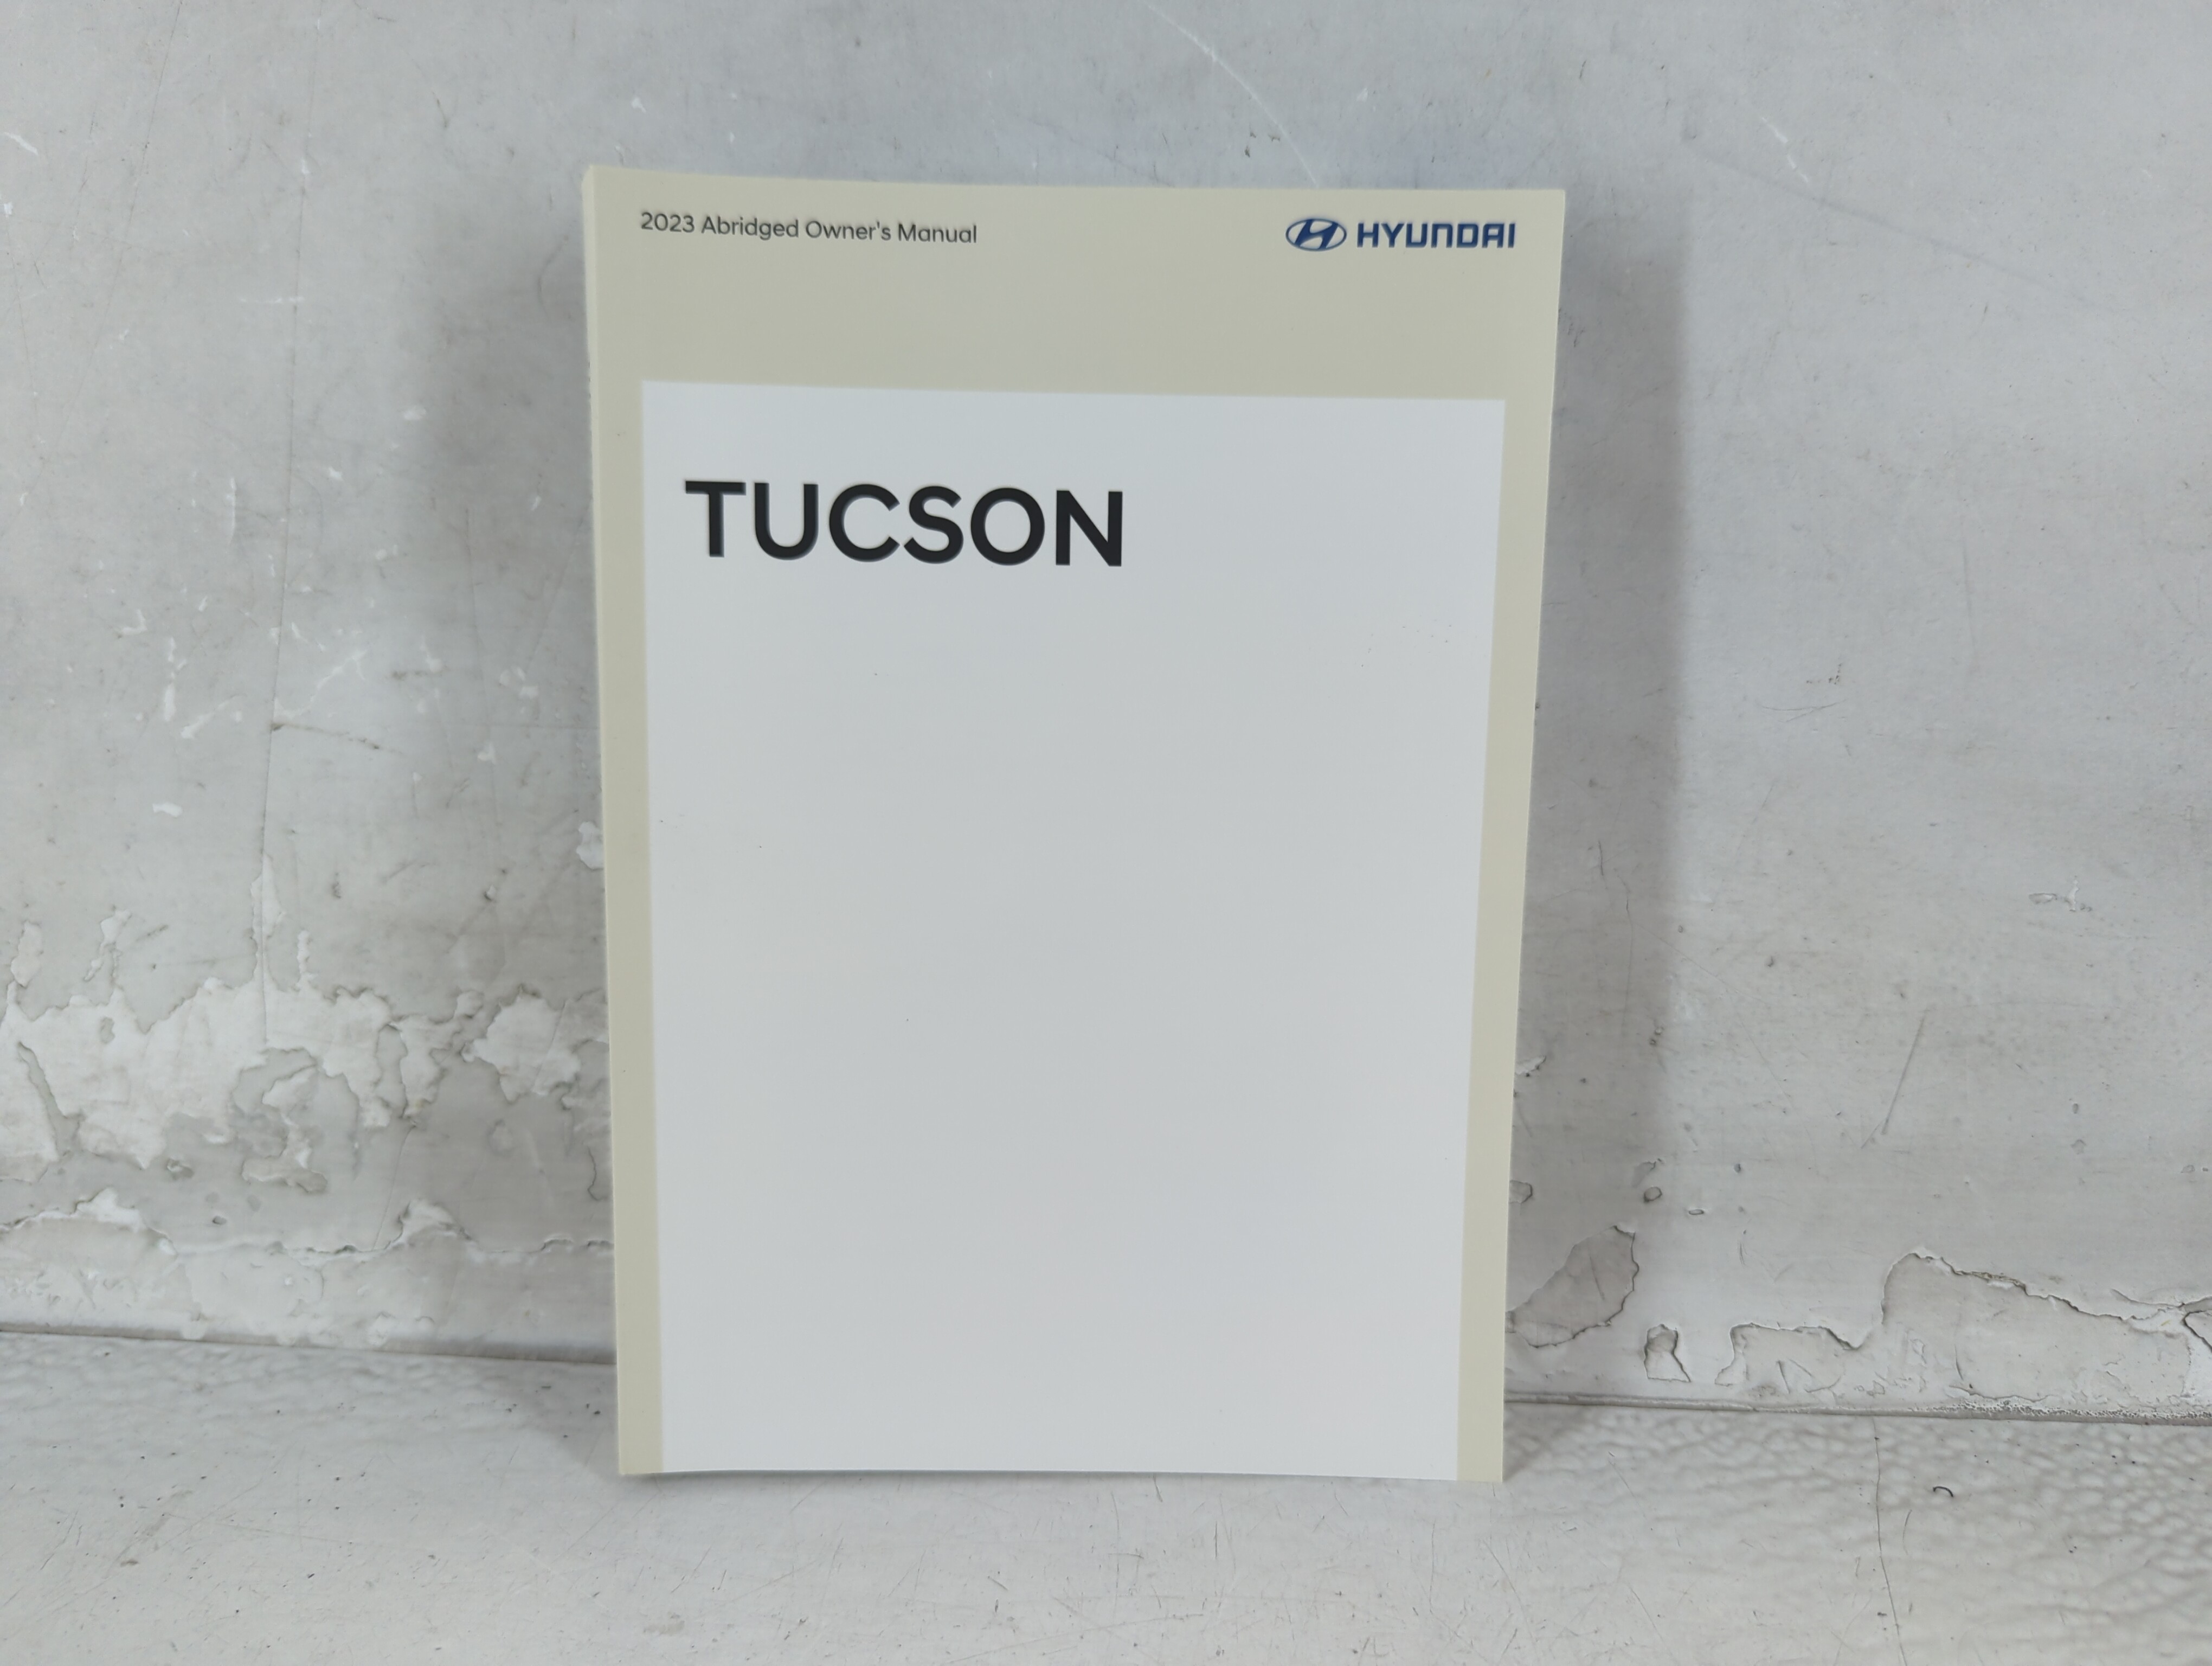 2023 Abridged Owner's Manual
HYUNDAI
TUCSON